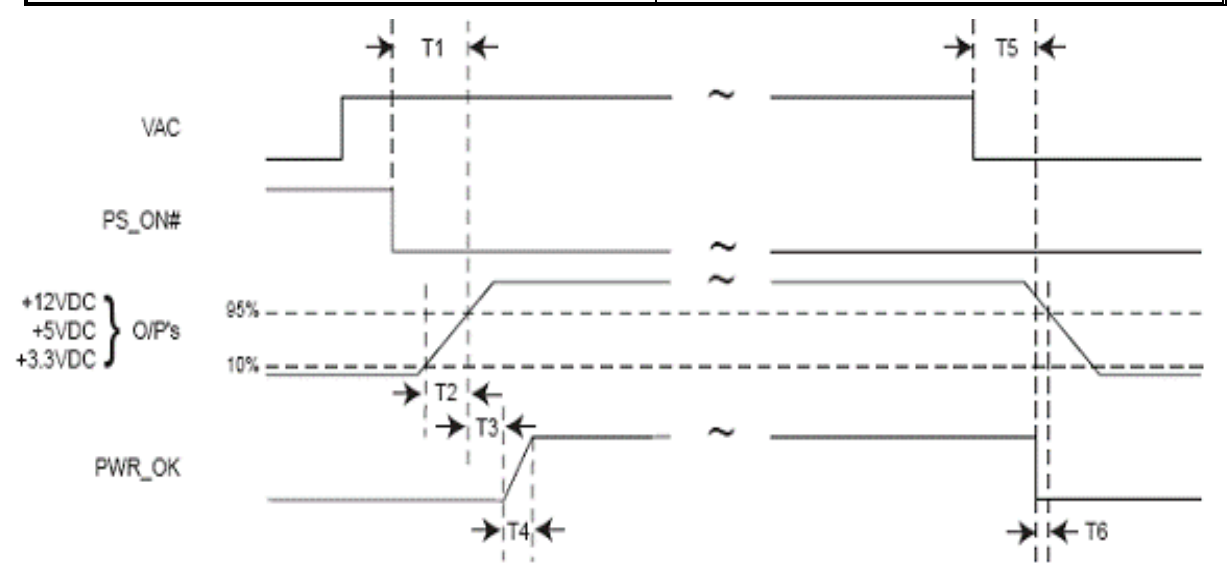 T1
T5
VAC
~
PS_ON#
~
~
+12VDC
+5VDC
+3.3VDC
} O/P's
95%
10%
T2
T3
~
PWR_OK
T4
T6